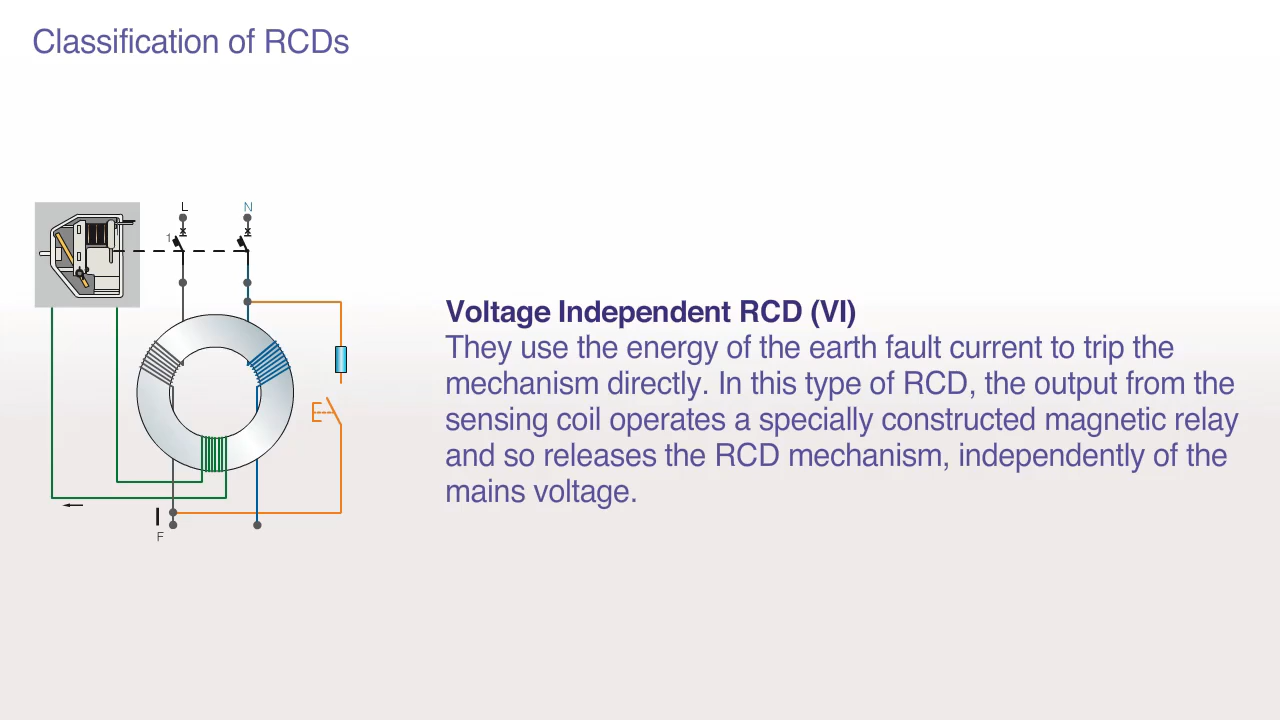 Classification of RCDs
L
N
1
Voltage Independent RCD (VI)
They use the energy of the earth fault current to trip the
mechanism directly. In this type of RCD, the output from the
sensing coil operates a specially constructed magnetic relay
and so releases the RCD mechanism, independently of the
mains voltage.
F